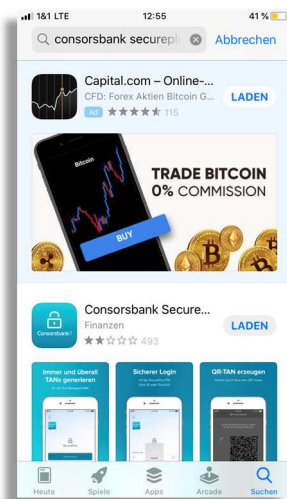 1&1 LTE 12:55 41 %
consorsbank securepl Abbrechen
Capital.com – Online-...
CFD: Forex Aktien Bitcoin G...
LADEN
Ad 115
Bitcoin
BUY
TRADE BITCOIN
0% COMMISSION
Consorsbank Secure...
Finanzen
LADEN
493
Consorsbank!
Immer und überall
TANs generieren
Sicherer Login
QR-TAN erzeugen
Heute Spiele Apps Arcade Suchen